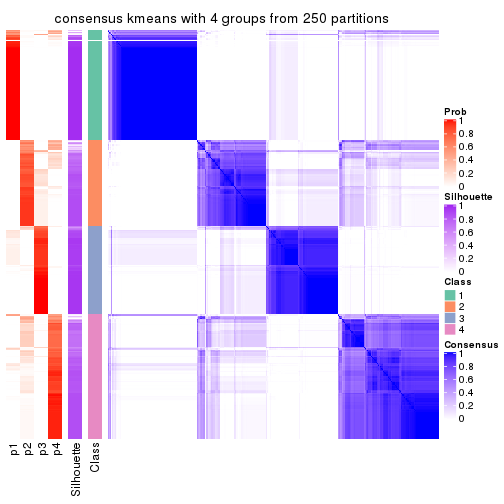 consensus kmeans with 4 groups from 250 partitions
Prob
1
0.8
0.6
0.4
0.2
0
Silhouette
1
0.8
0.6
0.4
0.2
0
Class
1
2
3
4
Consensus
1
0.8
0.6
0.4
0.2
0
p1
p2
p3
p4
Silhouette
Class